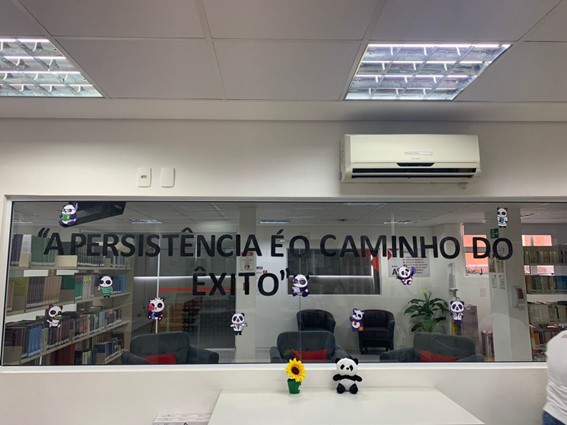 “A PERSISTÊNCIA É O CAMINHO DO
ÊXITO”